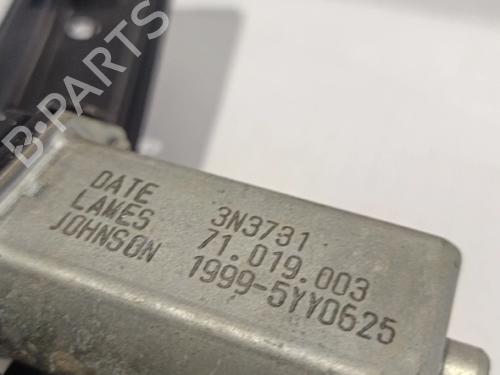 B-PARTS
DATE 3N3731
LAMES 71.019.003
JOHNSON 1999-5YY0625